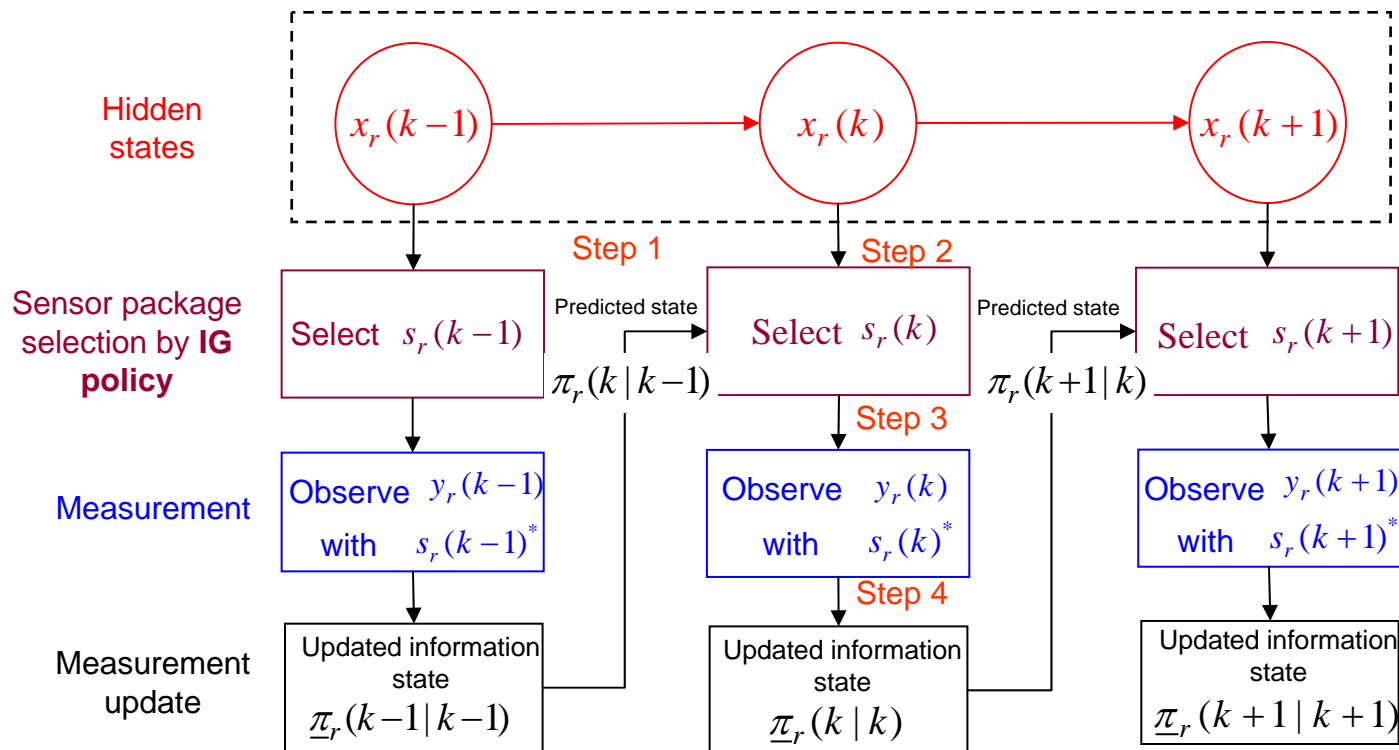 Hidden
states
x_r(k−1)
x_r(k)
x_r(k+1)
Step 1
Step 2
Sensor package
selection by IG
policy
Select s_r(k−1)
Predicted state
π_r(k|k−1)
Select s_r(k)
Predicted state
π_r(k+1|k)
Select s_r(k+1)
Step 3
Measurement
Observe y_r(k−1)
with s_r(k−1)*
Observe y_r(k)
with s_r(k)*
Observe y_r(k+1)
with s_r(k+1)*
Step 4
Measurement
update
Updated information
state
π_r(k−1|k−1)
Updated information
state
π_r(k|k)
Updated information
state
π_r(k+1|k+1)